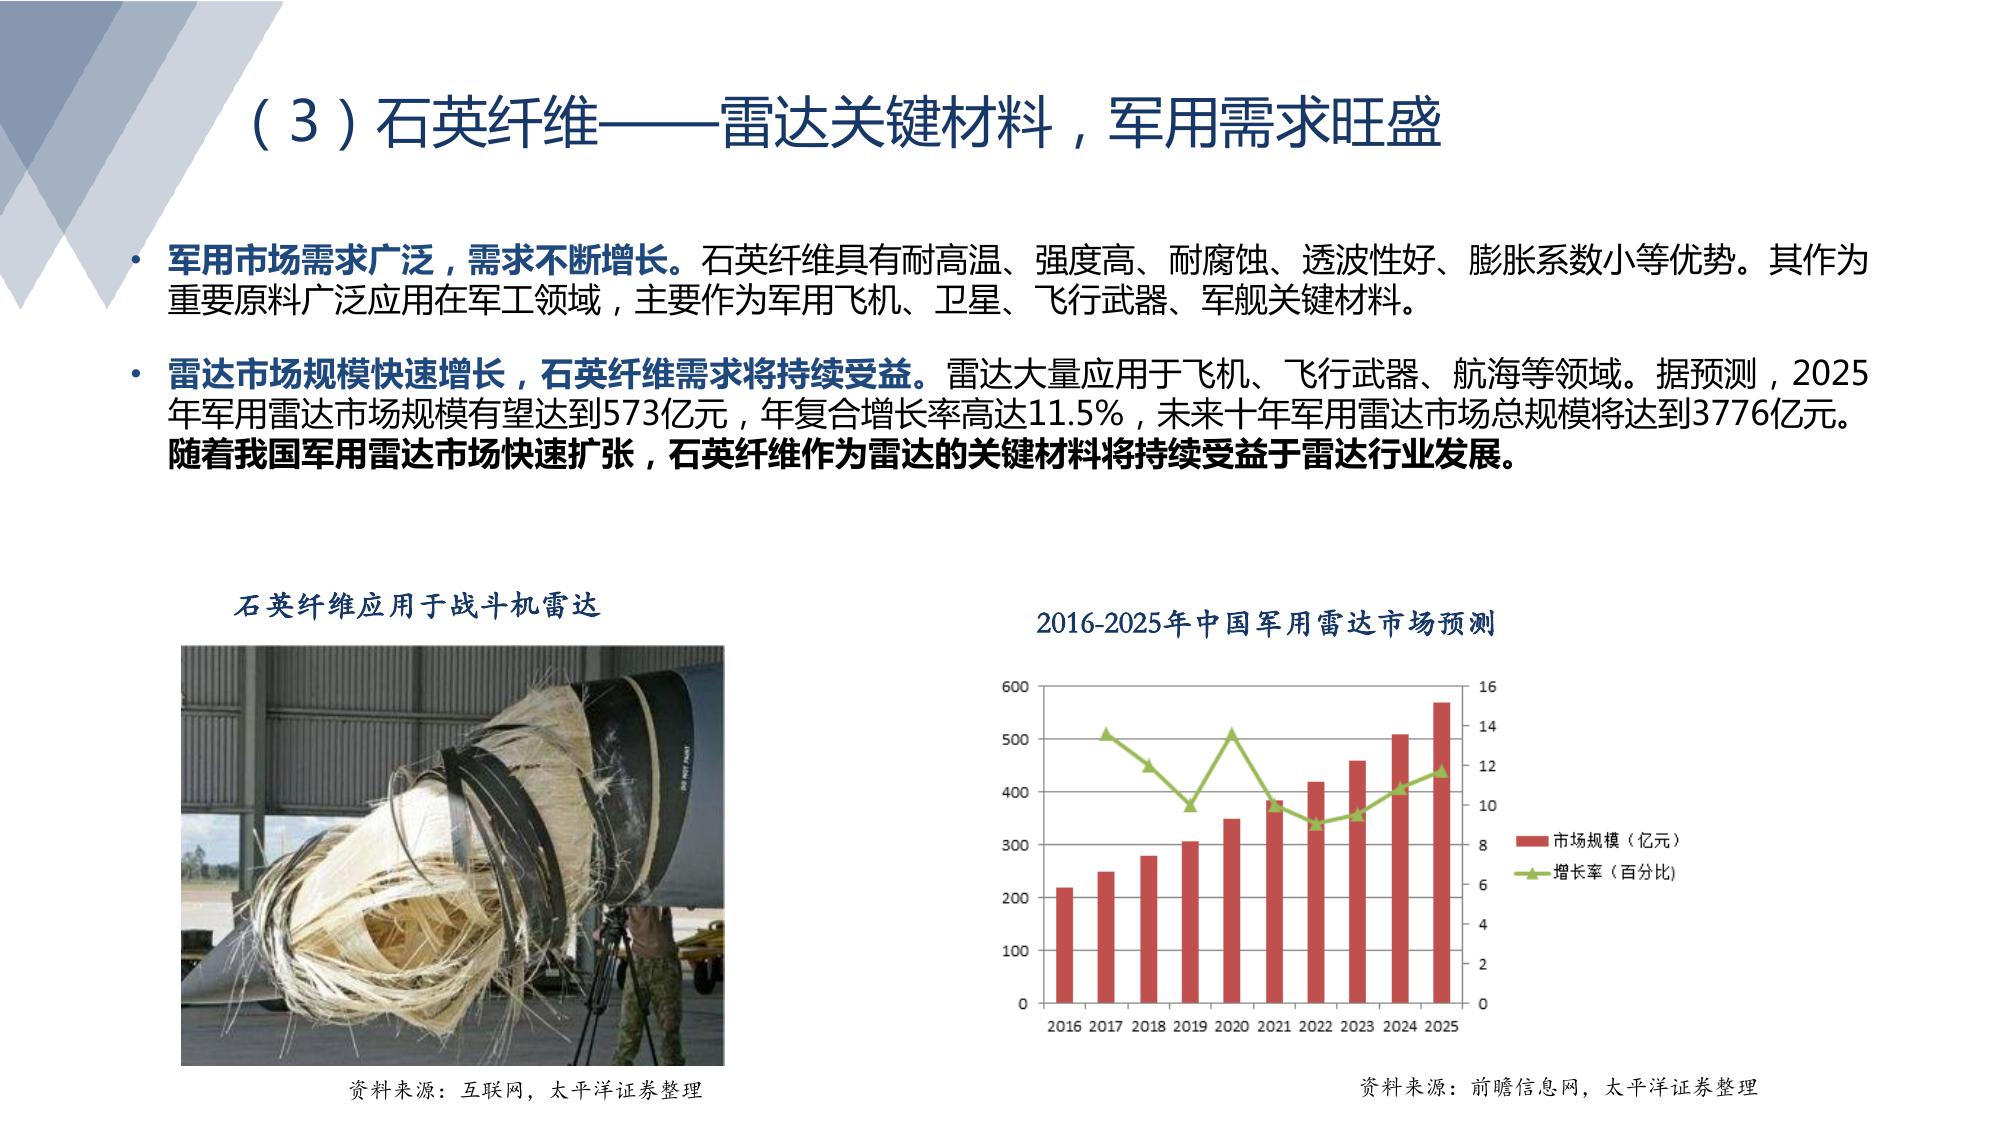 （3）石英纤维——雷达关键材料，军用需求旺盛
• 军用市场需求广泛，需求不断增长。石英纤维具有耐高温、强度高、耐腐蚀、透波性好、膨胀系数小等优势。其作为
重要原料广泛应用在军工领域，主要作为军用飞机、卫星、飞行武器、军舰关键材料。
• 雷达市场规模快速增长，石英纤维需求将持续受益。雷达大量应用于飞机、飞行武器、航海等领域。据预测，2025
年军用雷达市场规模有望达到573亿元，年复合增长率高达11.5%，未来十年军用雷达市场总规模将达到3776亿元。
随着我国军用雷达市场快速扩张，石英纤维作为雷达的关键材料将持续受益于雷达行业发展。
石英纤维应用于战斗机雷达
DO NOT PAINT
资料来源：互联网，太平洋证券整理
2016-2025年中国军用雷达市场预测
600
500
400
300
200
100
0
16
14
12
10
8
6
4
2
0
2016 2017 2018 2019 2020 2021 2022 2023 2024 2025
市场规模（亿元）
增长率（百分比)
资料来源：前瞻信息网，太平洋证券整理